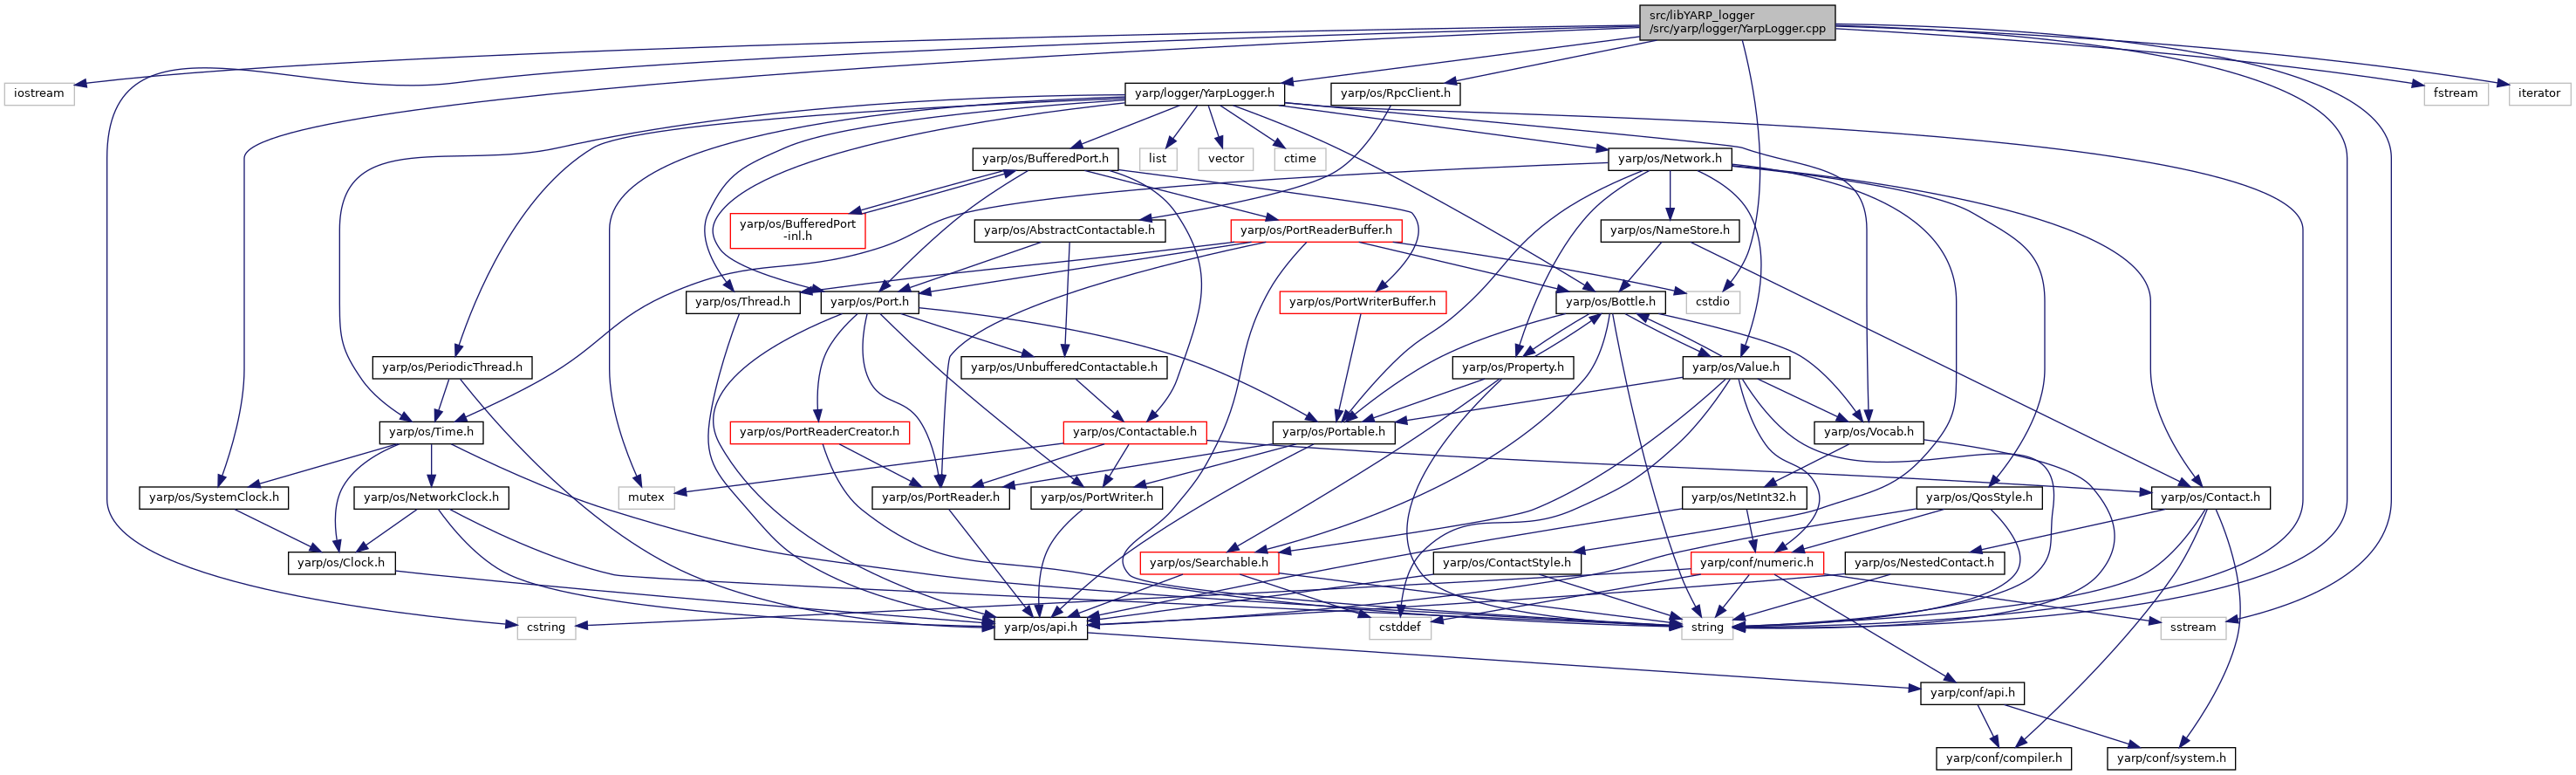 src/libYARP_logger
/src/yarp/logger/YarpLogger.cpp
iostream
yarp/logger/YarpLogger.h
yarp/os/RpcClient.h
fstream
iterator
yarp/os/BufferedPort.h
list
vector
ctime
yarp/os/Network.h
yarp/os/BufferedPort
-inl.h
yarp/os/AbstractContactable.h
yarp/os/PortReaderBuffer.h
yarp/os/NameStore.h
yarp/os/Thread.h
yarp/os/Port.h
yarp/os/PortWriterBuffer.h
yarp/os/Bottle.h
cstdio
yarp/os/PeriodicThread.h
yarp/os/UnbufferedContactable.h
yarp/os/Property.h
yarp/os/Value.h
yarp/os/Time.h
yarp/os/PortReaderCreator.h
yarp/os/Contactable.h
yarp/os/Portable.h
yarp/os/Vocab.h
yarp/os/SystemClock.h
yarp/os/NetworkClock.h
mutex
yarp/os/PortReader.h
yarp/os/PortWriter.h
yarp/os/NetInt32.h
yarp/os/QosStyle.h
yarp/os/Contact.h
yarp/os/Clock.h
yarp/os/Searchable.h
yarp/os/ContactStyle.h
yarp/conf/numeric.h
yarp/os/NestedContact.h
cstring
yarp/os/api.h
cstddef
string
sstream
yarp/conf/api.h
yarp/conf/compiler.h
yarp/conf/system.h